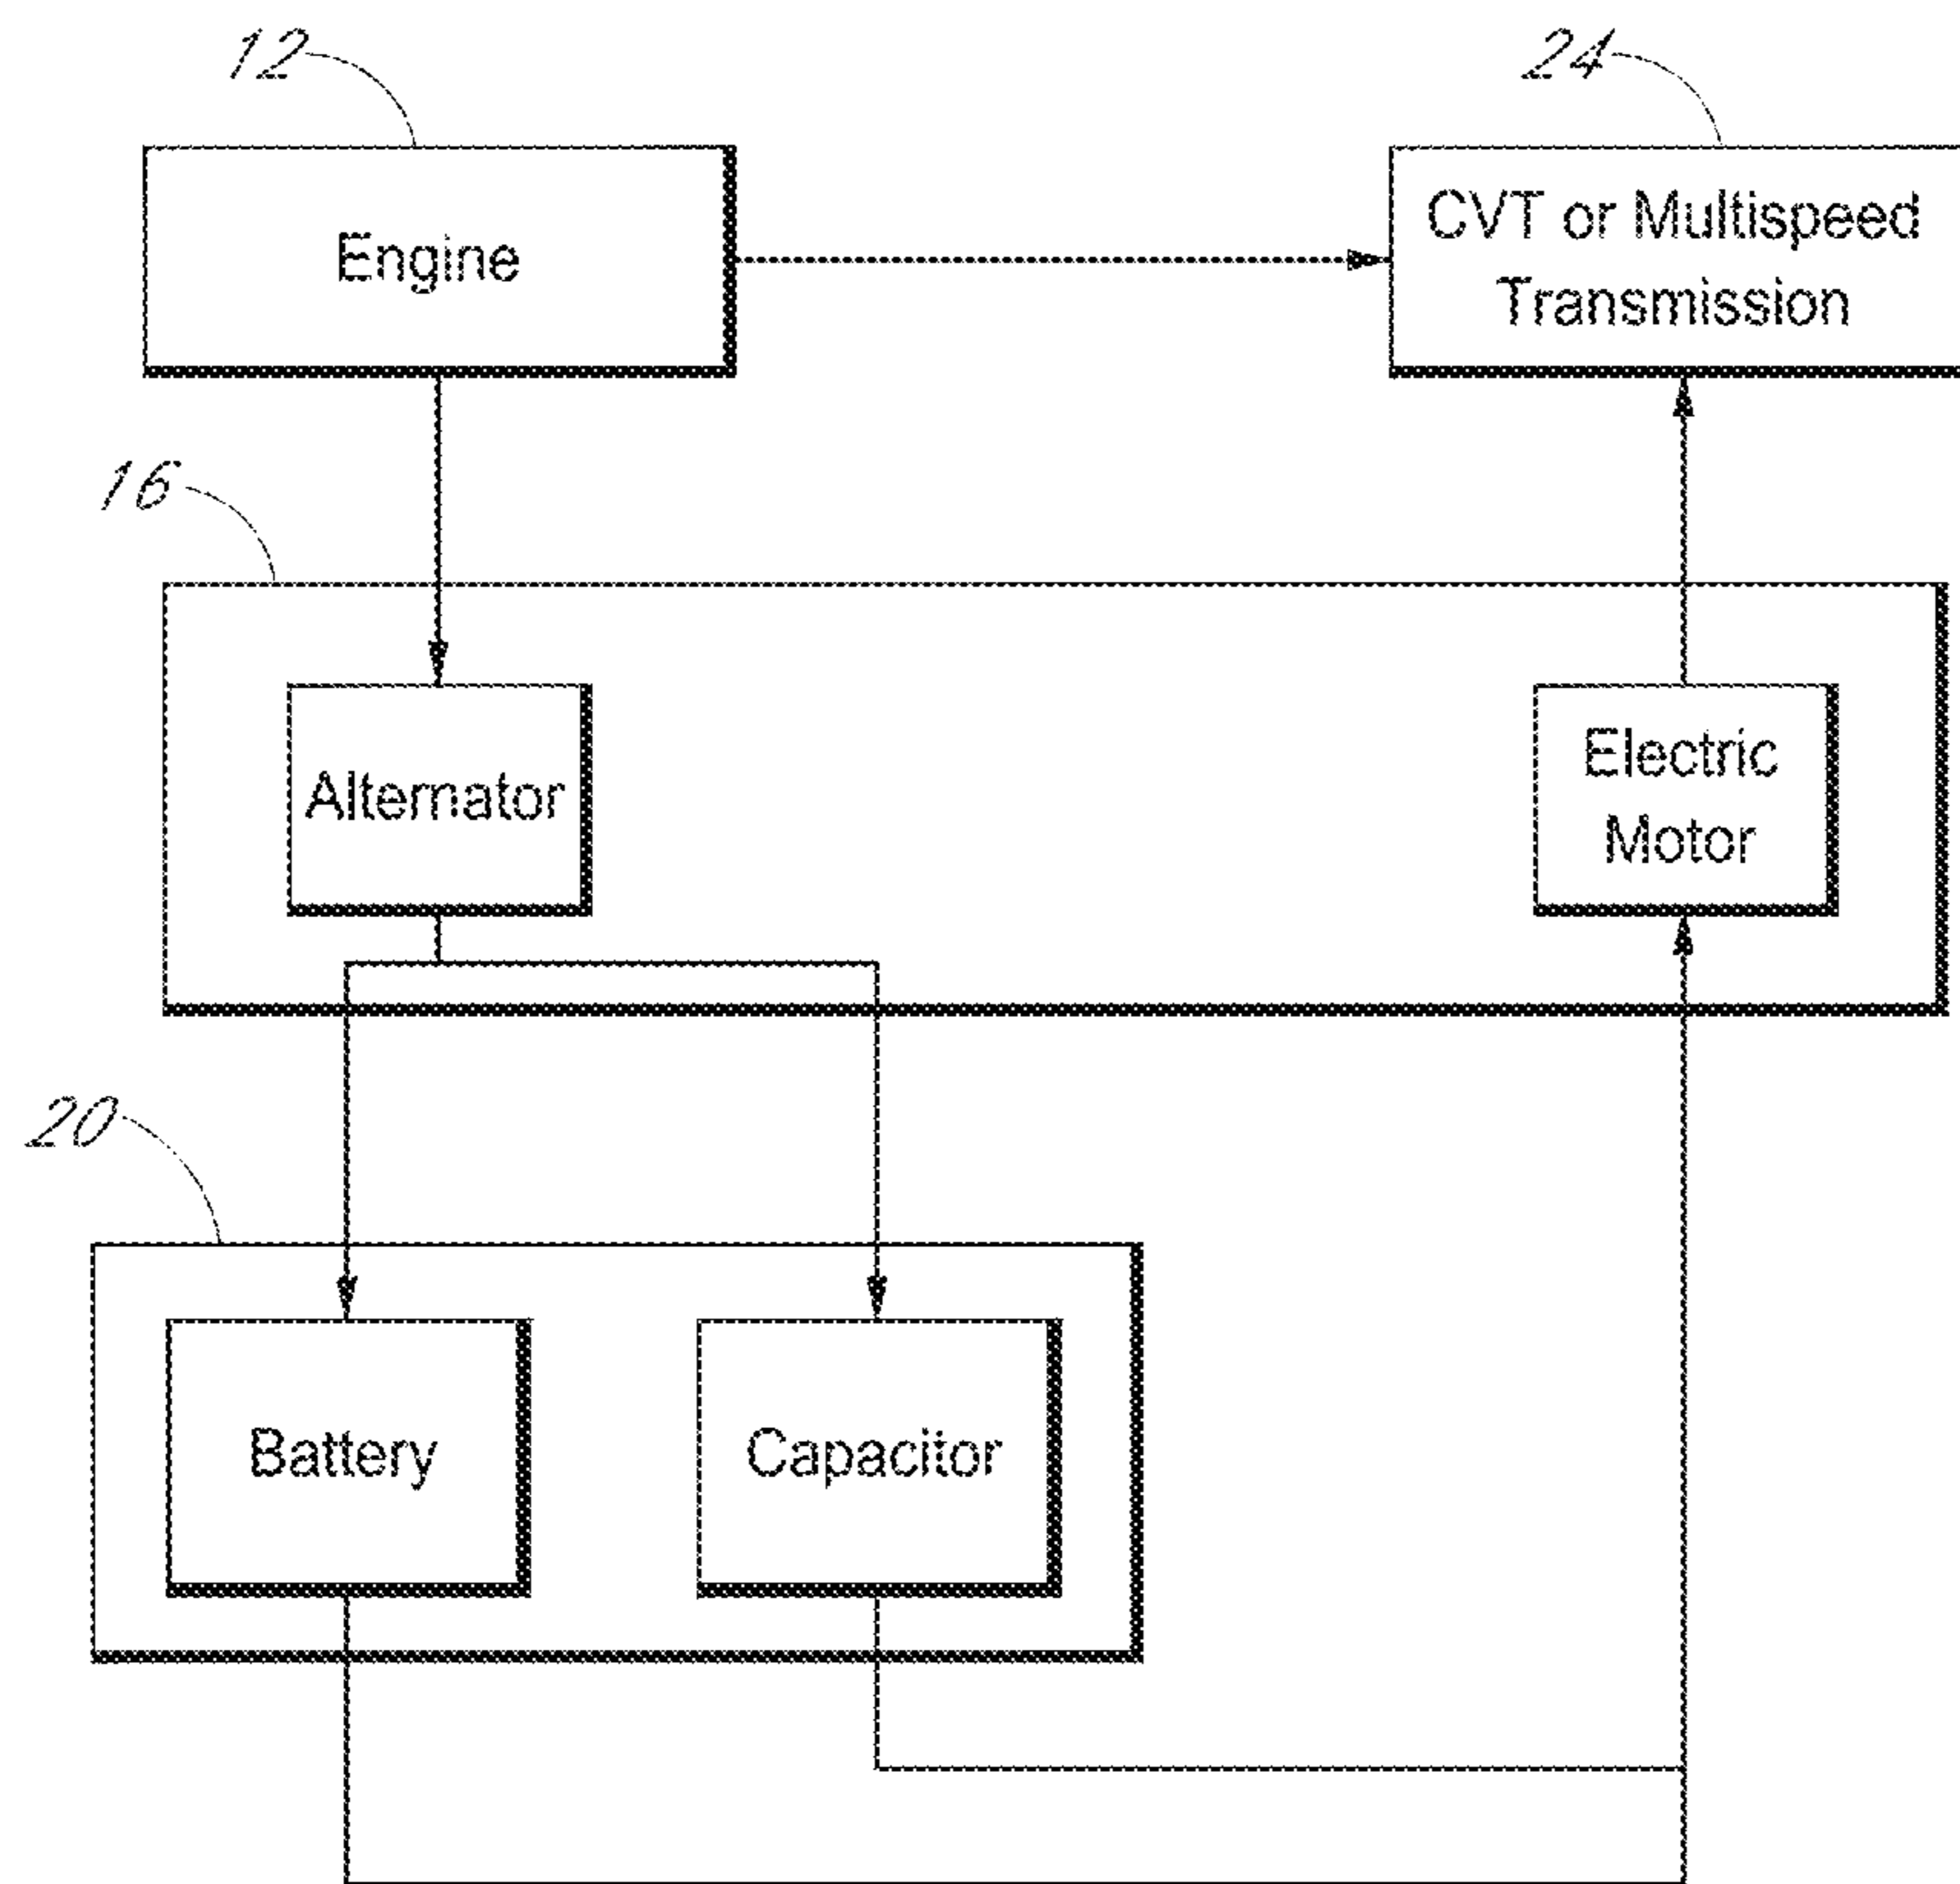 12
24
Engine
CVT or Multispeed
Transmission
16
Alternator
Electric
Motor
20
Battery
Capacitor